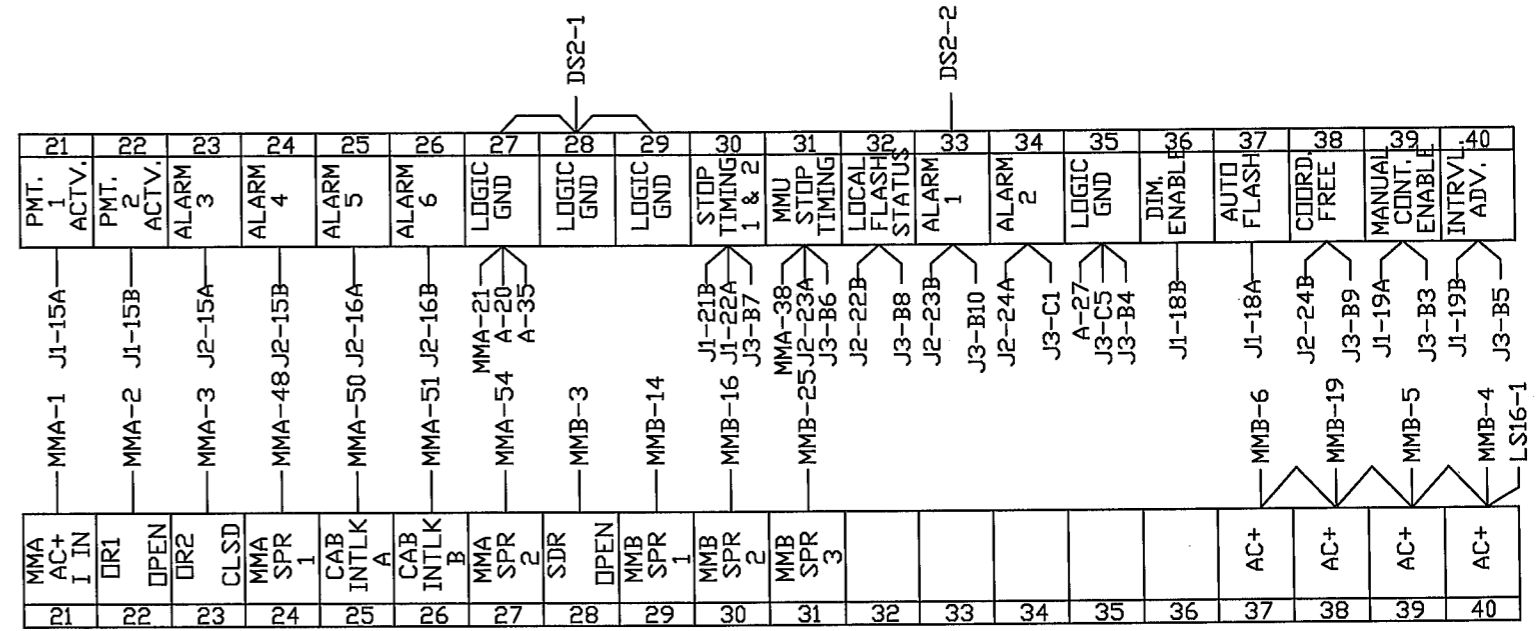 DS2-1
DS2-2
21 22 23 24 25 26 27 28 29 30 31 32 33 34 35 36 37 38 39 40
PMT. 1 ACTV.
PMT. 2 ACTV.
ALARM 3
ALARM 4
ALARM 5
ALARM 6
LOGIC GND
LOGIC GND
LOGIC GND
STOP TIMING 1 & 2
MMU STOP TIMING
LOCAL FLASH STATUS
ALARM 1
ALARM 2
LOGIC GND
DIM. ENABLE
AUTO FLASH
COORD. FREE
MANUAL CONT. ENABLE
INTRVL ADV.
J1-15A
J1-15B
J2-15A
J2-15B
J2-16A
J2-16B
MMA-21
A-20
A-35
J1-21B
J1-22A
J3-B7
MMA-38
J2-23A
J3-B6
J2-22B
J3-B8
J2-23B
J3-B10
J2-24A
J3-C1
A-27
J3-C5
J3-B4
J1-18B
J1-18A
J2-24B
J3-B9
J1-19A
J3-B3
J1-19B
J3-B5
MMA-1
MMA-2
MMA-3
MMA-48
MMA-50
MMA-51
MMA-54
MMB-3
MMB-14
MMB-16
MMB-25
MMB-6
MMB-19
MMB-5
MMB-4
LS16-1
MMA AC+ I IN
OR1 OPEN
OR2 CLSD
MMA SPR 1
CAB INTLK A
CAB INTLK B
MMA SPR 2
SDR OPEN
MMB SPR 1
MMB SPR 2
MMB SPR 3
AC+
AC+
AC+
AC+
21 22 23 24 25 26 27 28 29 30 31 32 33 34 35 36 37 38 39 40